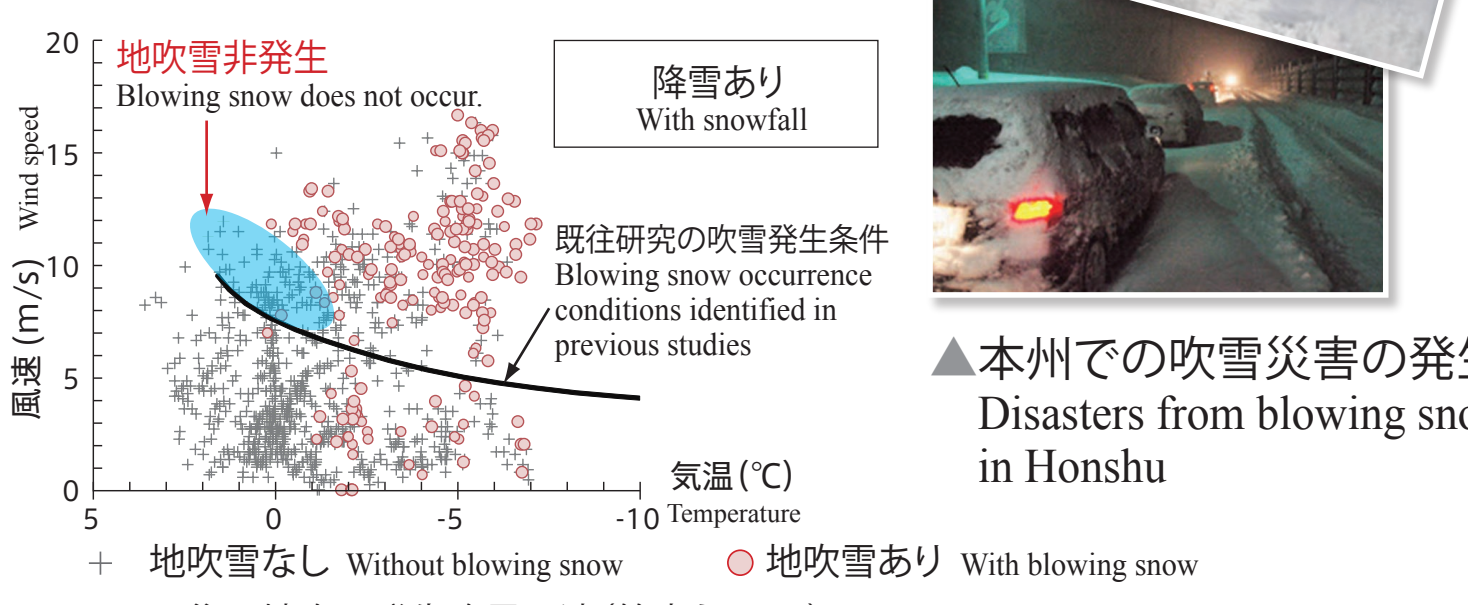 20
地吹雪非発生
Blowing snow does not occur.
降雪あり
With snowfall
15
10
5
0
風速 (m/s) Wind speed
既往研究の吹雪発生条件
Blowing snow occurrence
conditions identified in
previous studies
5 0 -5 -10
気温(℃)
Temperature
+ 地吹雪なし Without blowing snow
地吹雪あり With blowing snow
▲本州での吹雪災害の発
Disasters from blowing
in Honshu